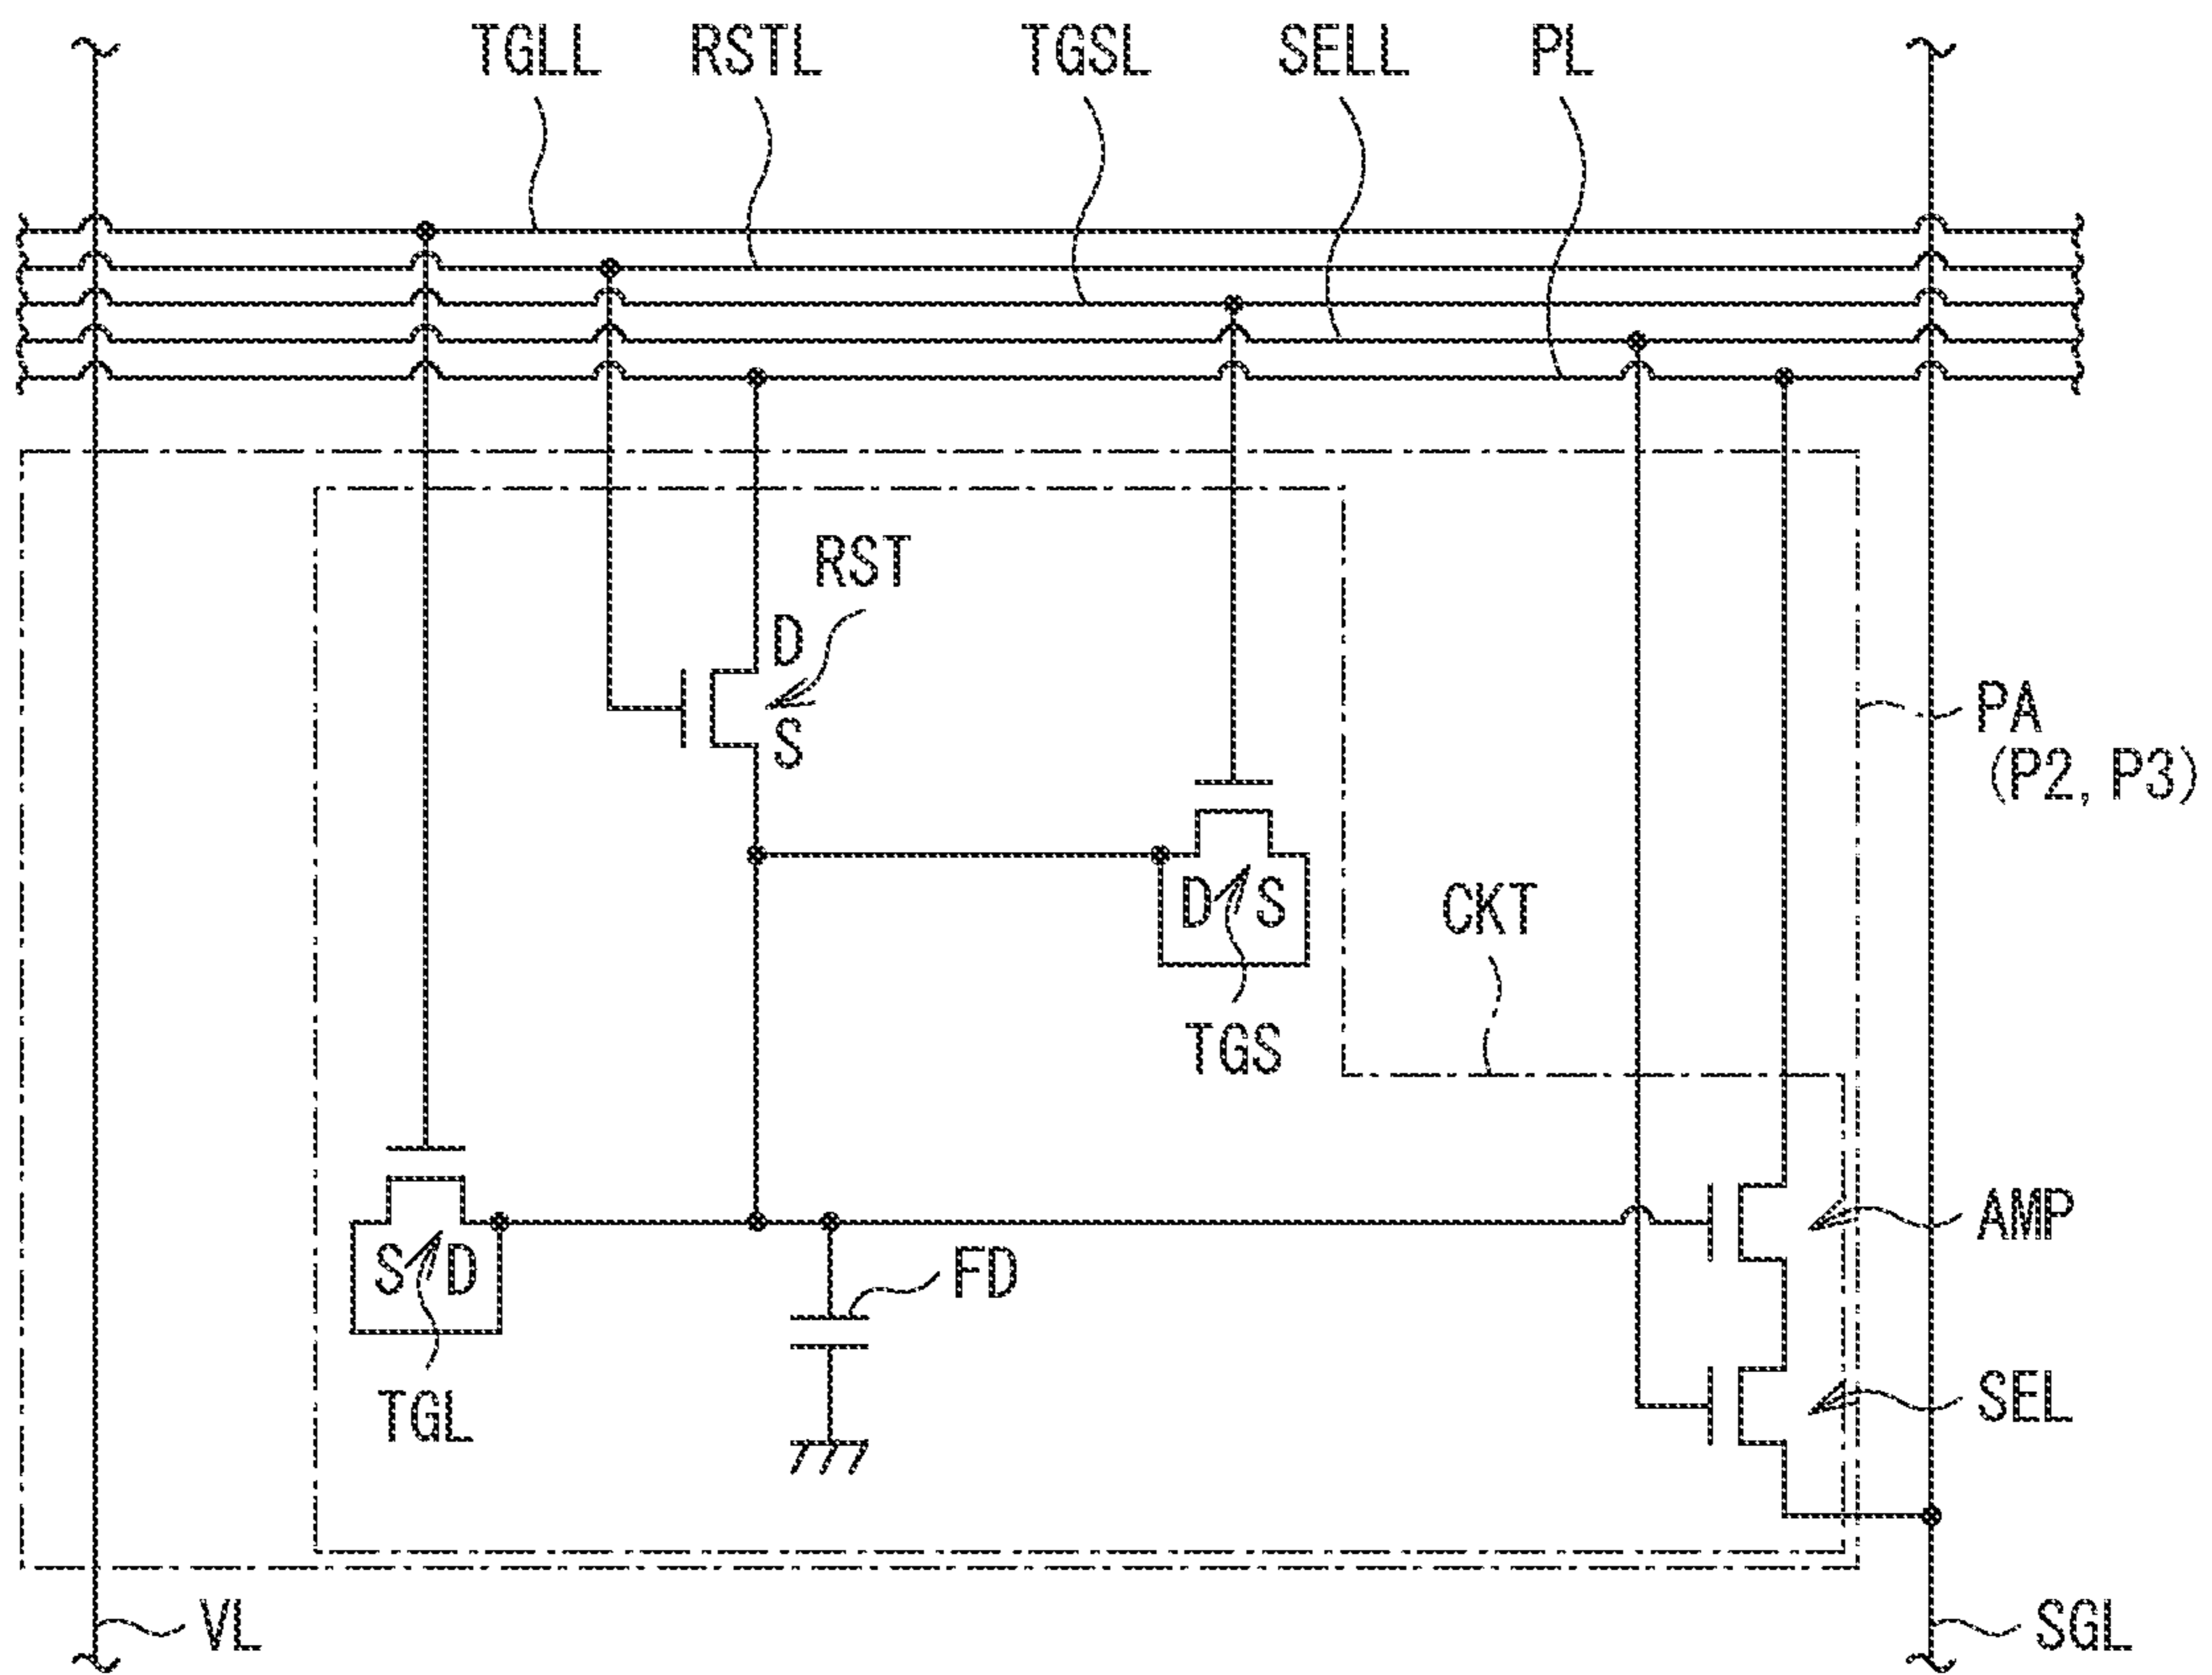 TGLL RSTL TGSL SELL PL
RST
D
S
PA
(P2, P3)
D S
CKT
TGS
AMP
S D
FD
TGL
SEL
VL
SGL